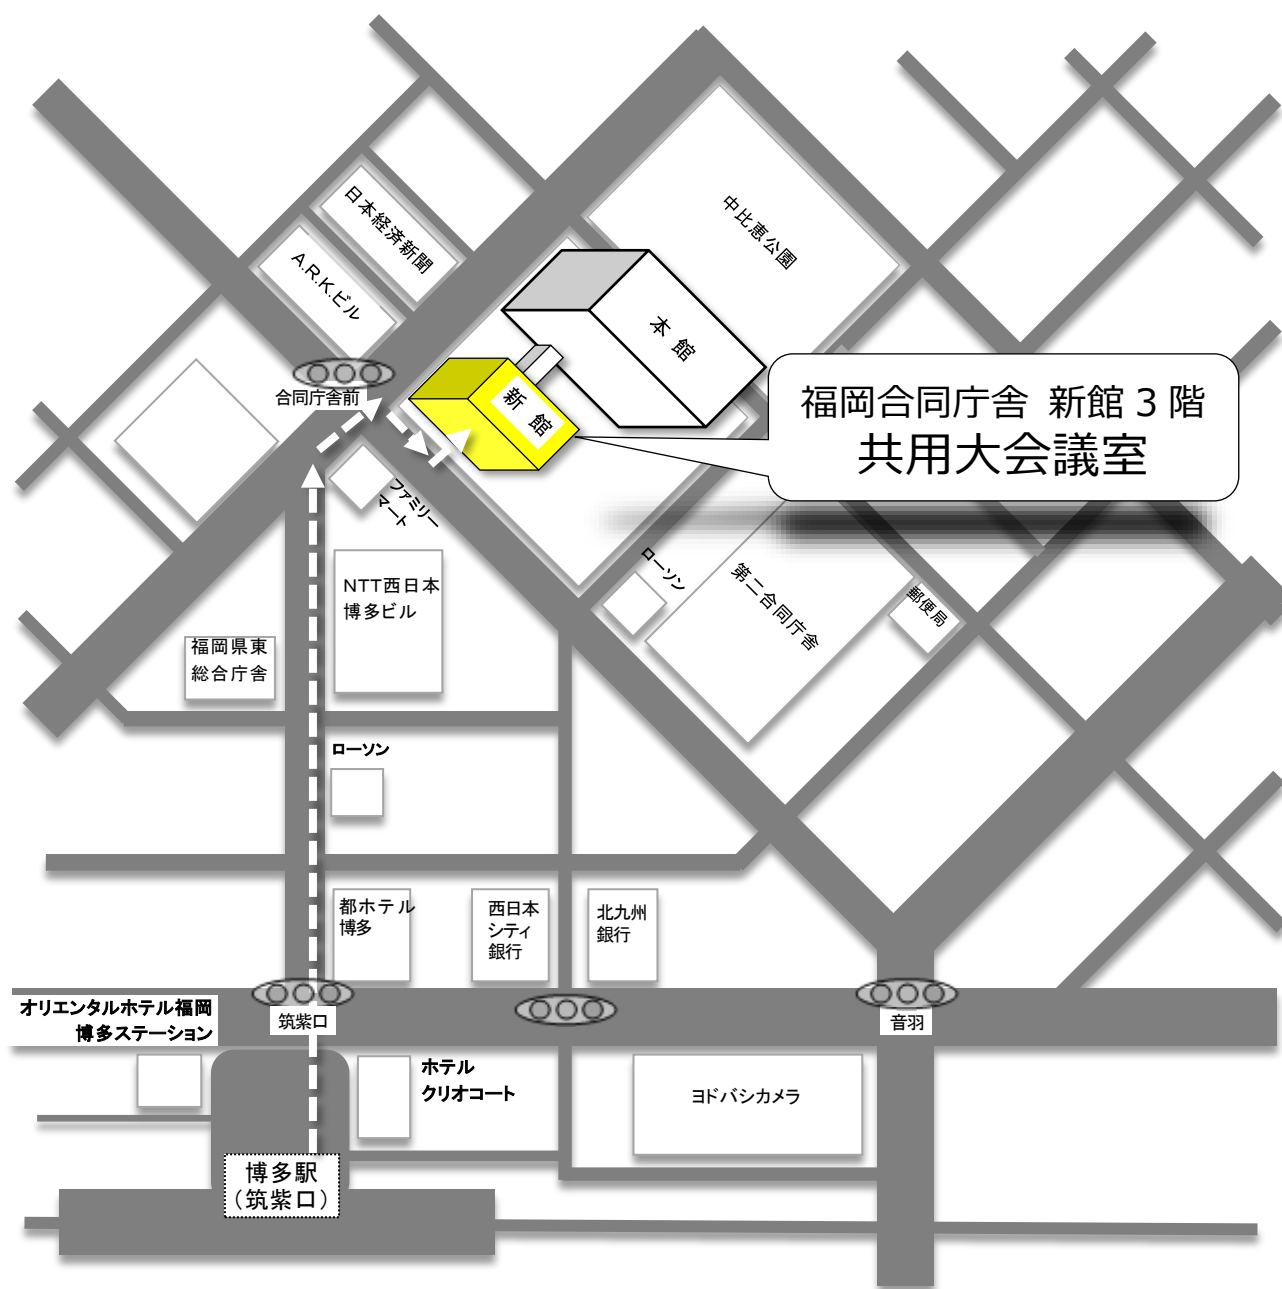 日本経済新聞
A.R.K.ビル
中比恵公園
本館
合同庁舎前
新館
福岡合同庁舎 新館3階
共用大会議室
ファミリー
マート
NTT西日本
博多ビル
ローソン
第二合同庁舎
郵便局
福岡県東
総合庁舎
ローソン
都ホテル
博多
西日本
シティ
銀行
北九州
銀行
オリエンタルホテル福岡
博多ステーション
筑紫口
音羽
ホテル
クリオコート
ヨドバシカメラ
博多駅
(筑紫口)